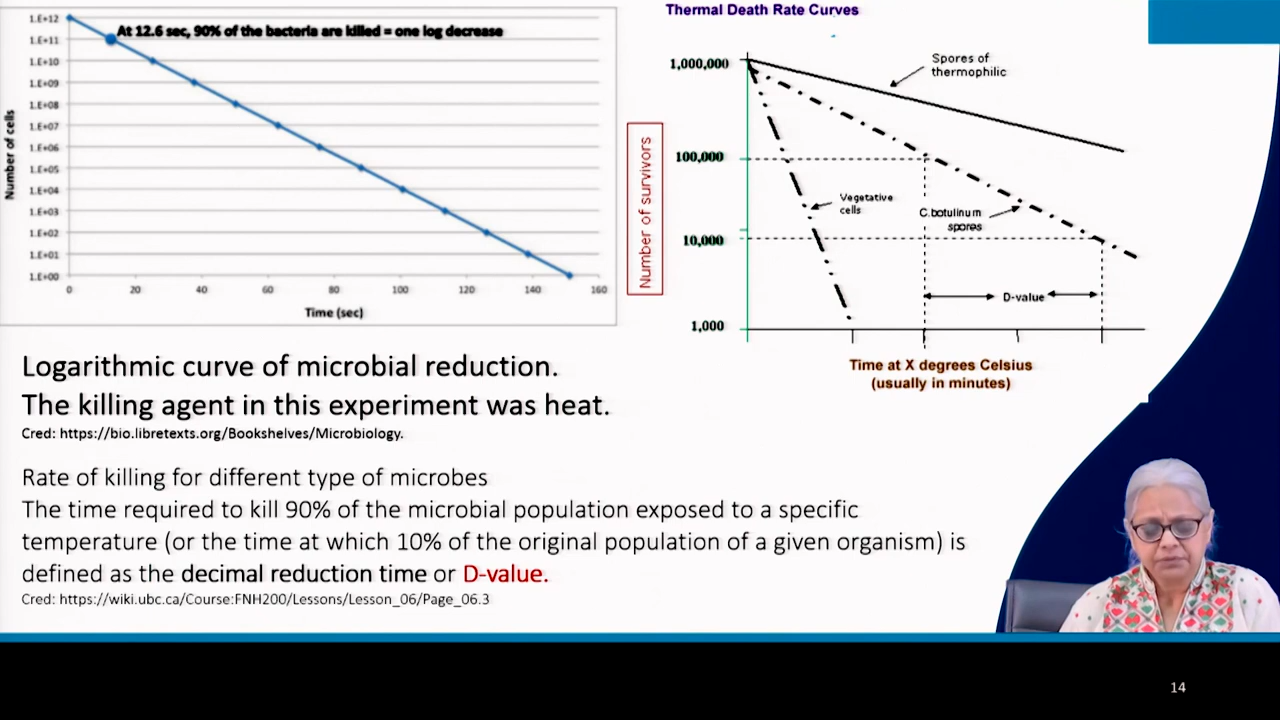 1.E+12
1.E+11
1.E+10
1.E+09
1.E+08
1.E+07
1.E+06
1.E+05
1.E+04
1.E+03
1.E+02
1.E+01
1.E+00
Number of cells
At 12.6 sec, 90% of the bacteria are killed = one log decrease
0 20 40 60 80 100 120 140 160
Time (sec)
Thermal Death Rate Curves
1,000,000
100,000
10,000
1,000
Number of survivors
Spores of
thermophilic
Vegetative
cells
C.botulinum
spores
D-value
Time at X degrees Celsius
(usually in minutes)
Logarithmic curve of microbial reduction.
The killing agent in this experiment was heat.
Cred: https://bio.libretexts.org/Bookshelves/Microbiology.
Rate of killing for different type of microbes
The time required to kill 90% of the microbial population exposed to a specific
temperature (or the time at which 10% of the original population of a given organism) is
defined as the decimal reduction time or D-value.
Cred: https://wiki.ubc.ca/Course:FNH200/Lessons/Lesson_06/Page_06.3
14